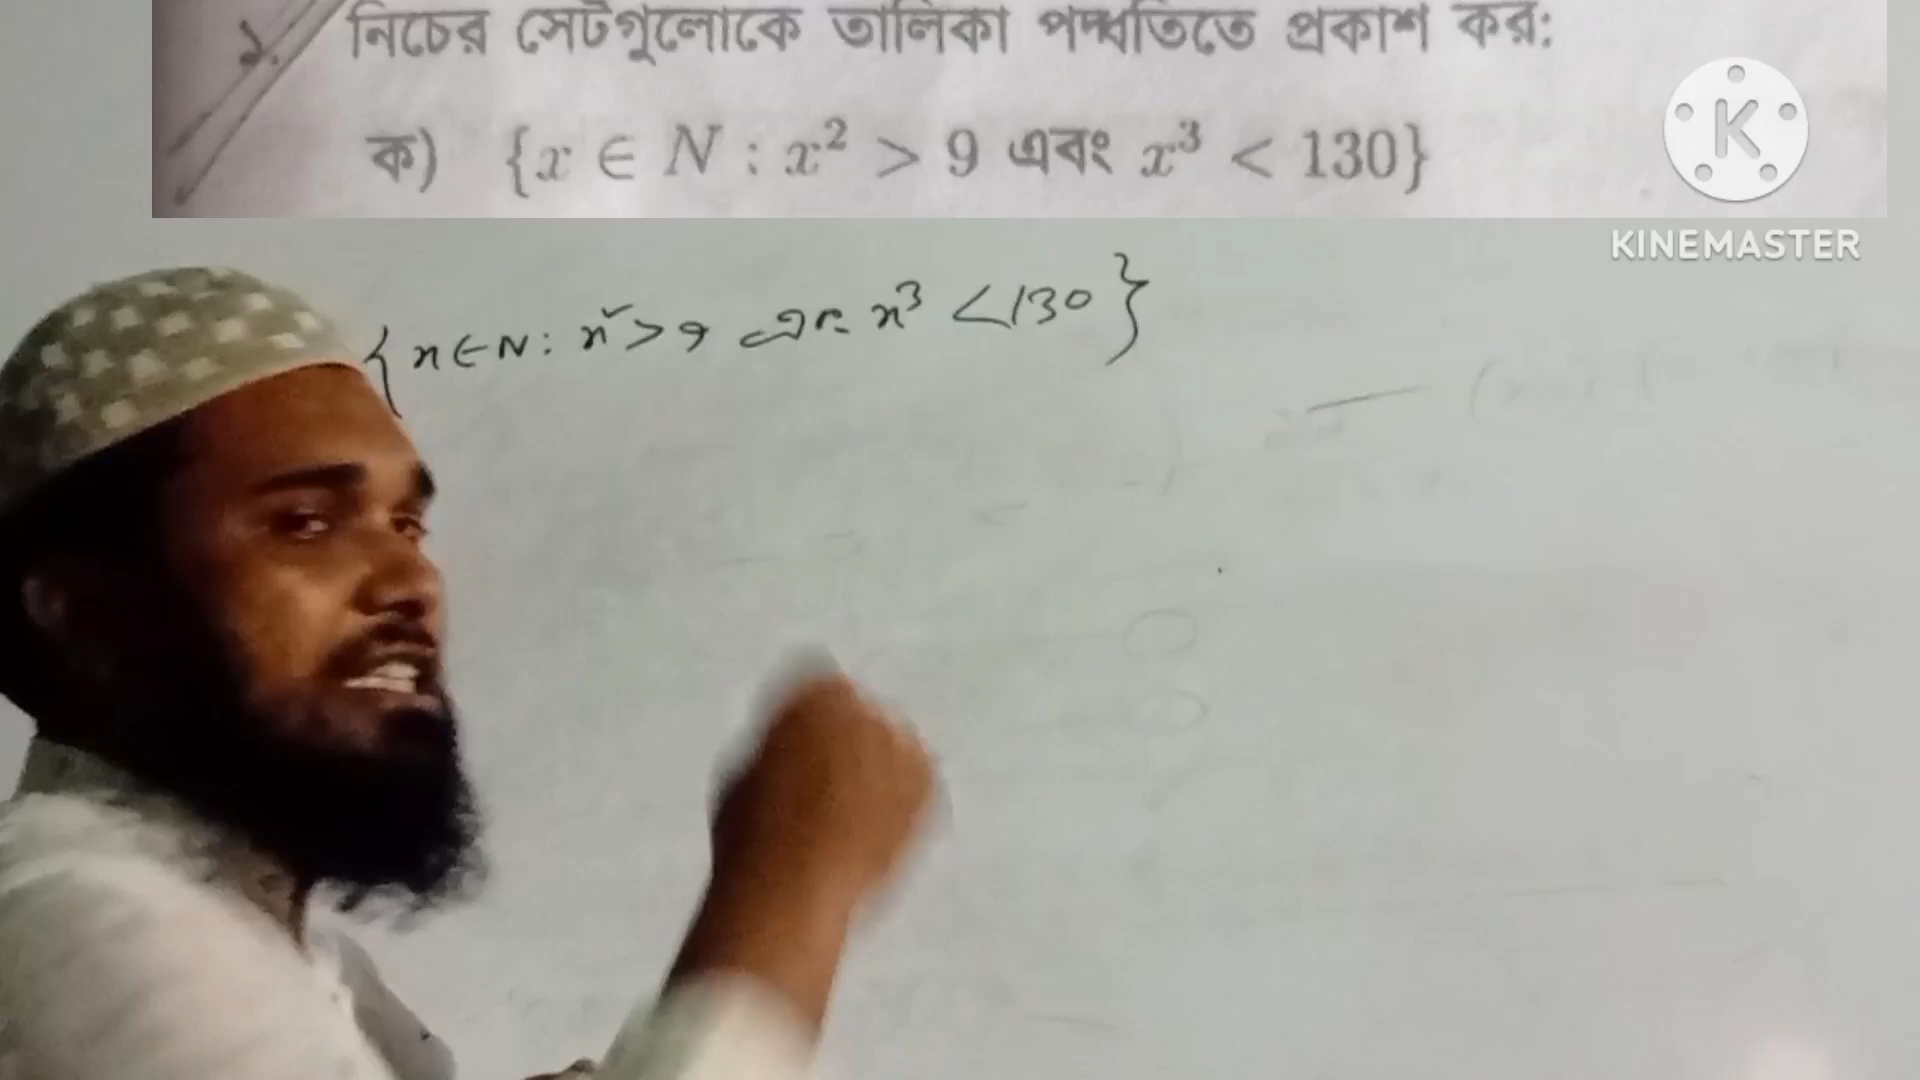 ১. নিচের সেটগুলোকে তালিকা পদ্ধতিতে প্রকাশ কর:
ক) {x ∈ N : x² > 9 এবং x³ < 130}
K
KINEMASTER
{x ∈ N : x² > 9 এবং x³ < 130}